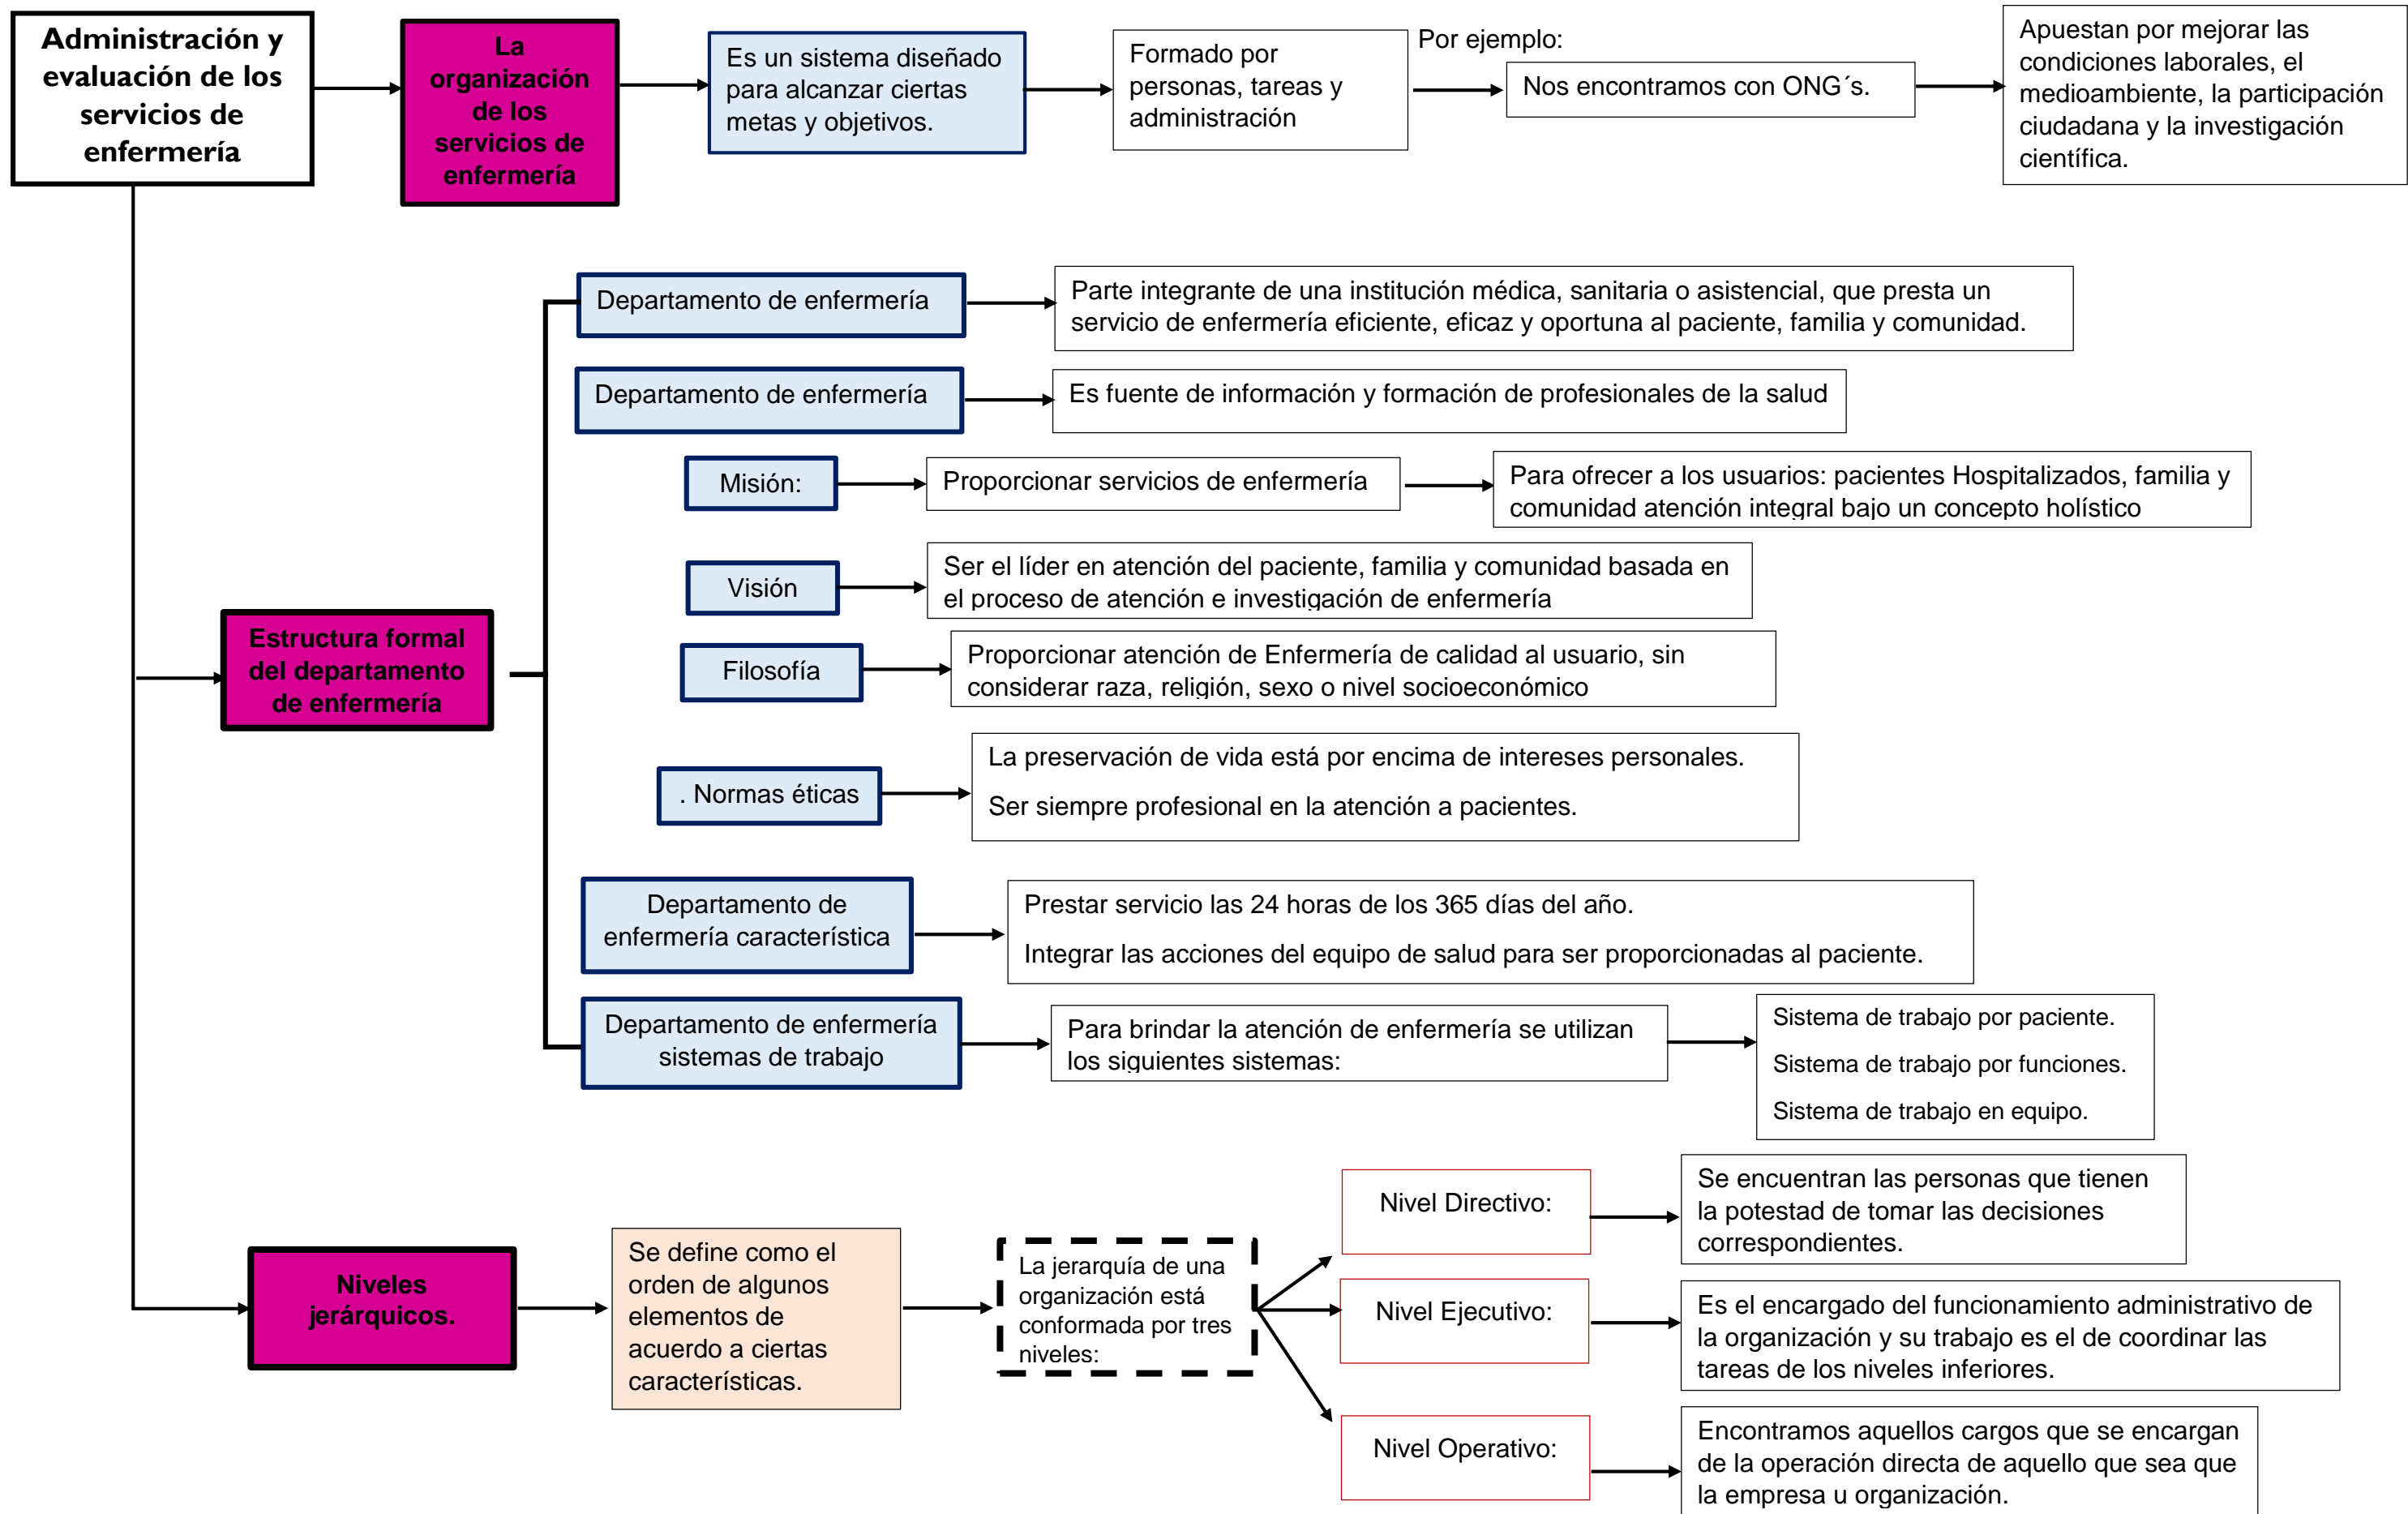 Administración y
evaluación de los
servicios de
enfermería
La
organización
de los
servicios de
enfermería
Es un sistema diseñado
para alcanzar ciertas
metas y objetivos.
Formado por
personas, tareas y
administración
Por ejemplo:
Nos encontramos con ONG´s.
Apuestan por mejorar las
condiciones laborales, el
medioambiente, la participación
ciudadana y la investigación
científica.
Estructura formal
del departamento
de enfermería
Departamento de enfermería
Parte integrante de una institución médica, sanitaria o asistencial, que presta un
servicio de enfermería eficiente, eficaz y oportuna al paciente, familia y comunidad.
Departamento de enfermería
Es fuente de información y formación de profesionales de la salud
Misión:
Proporcionar servicios de enfermería
Para ofrecer a los usuarios: pacientes Hospitalizados, familia y
comunidad atención integral bajo un concepto holístico
Visión
Ser el líder en atención del paciente, familia y comunidad basada en
el proceso de atención e investigación de enfermería
Filosofía
Proporcionar atención de Enfermería de calidad al usuario, sin
considerar raza, religión, sexo o nivel socioeconómico
. Normas éticas
La preservación de vida está por encima de intereses personales.
Ser siempre profesional en la atención a pacientes.
Departamento de
enfermería característica
Prestar servicio las 24 horas de los 365 días del año.
Integrar las acciones del equipo de salud para ser proporcionadas al paciente.
Departamento de enfermería
sistemas de trabajo
Para brindar la atención de enfermería se utilizan
los siguientes sistemas:
Sistema de trabajo por paciente.
Sistema de trabajo por funciones.
Sistema de trabajo en equipo.
Niveles
jerárquicos.
Se define como el
orden de algunos
elementos de
acuerdo a ciertas
características.
La jerarquía de una
organización está
conformada por tres
niveles:
Nivel Directivo:
Se encuentran las personas que tienen
la potestad de tomar las decisiones
correspondientes.
Nivel Ejecutivo:
Es el encargado del funcionamiento administrativo de
la organización y su trabajo es el de coordinar las
tareas de los niveles inferiores.
Nivel Operativo:
Encontramos aquellos cargos que se encargan
de la operación directa de aquello que sea que
la empresa u organización.